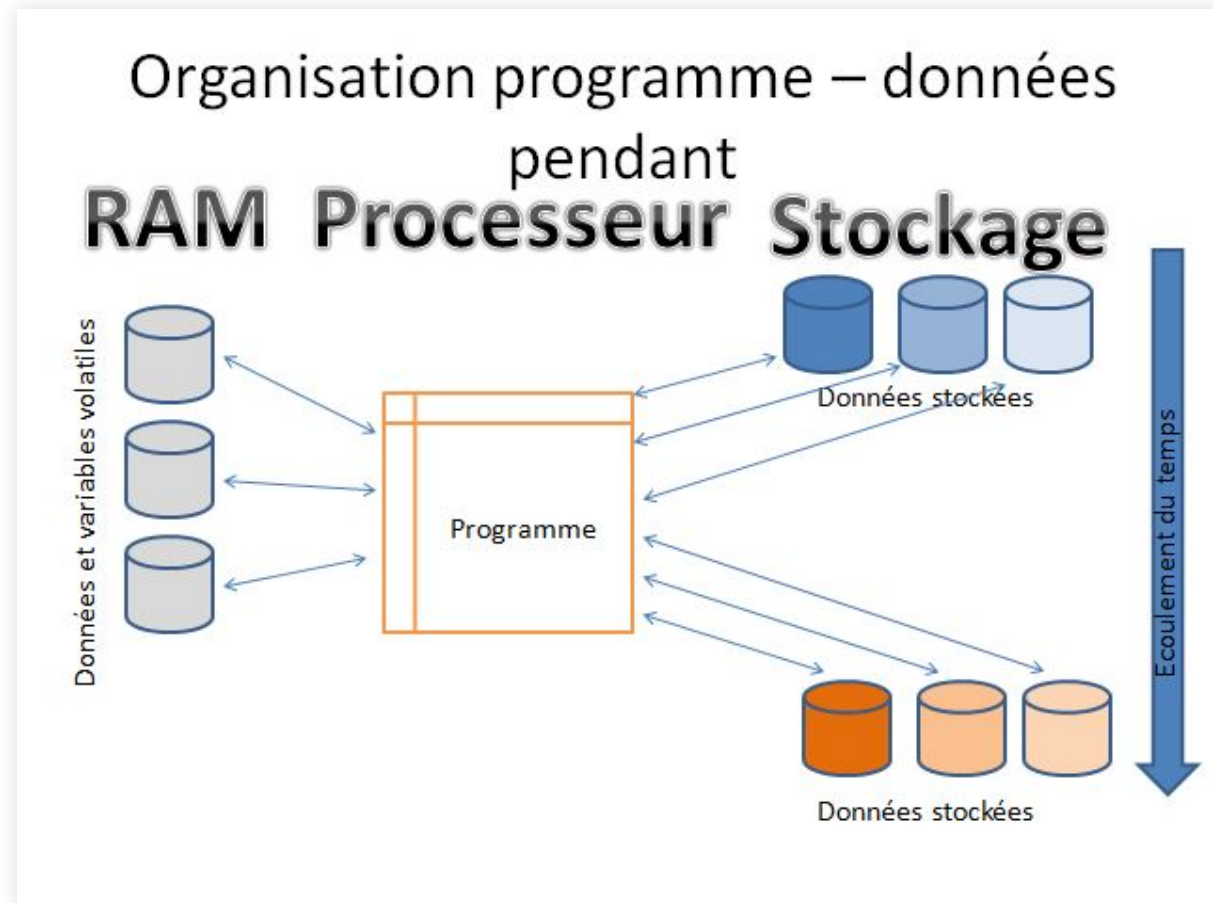 Organisation programme – données
pendant
RAM Processeur Stockage
Données et variables volatiles
Données stockées
Programme
Ecoulement du temps
Données stockées